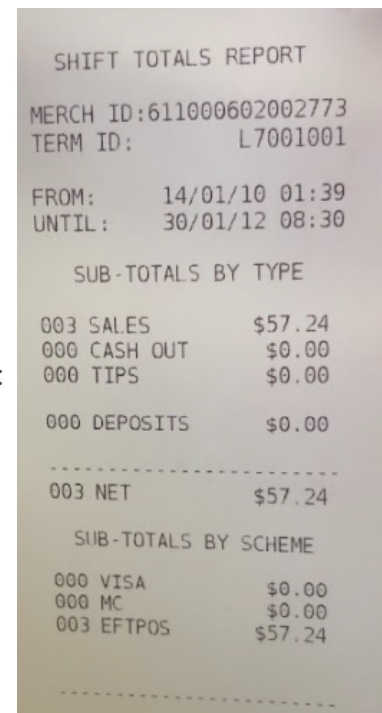 SHIFT TOTALS REPORT
MERCH ID:611000602002773
TERM ID: L7001001
FROM: 14/01/10 01:39
UNTIL: 30/01/12 08:30
SUB-TOTALS BY TYPE
003 SALES $57.24
000 CASH OUT $0.00
000 TIPS $0.00
000 DEPOSITS $0.00
------------------------
003 NET $57.24
SUB-TOTALS BY SCHEME
000 VISA $0.00
000 MC $0.00
003 EFTPOS $57.24
------------------------